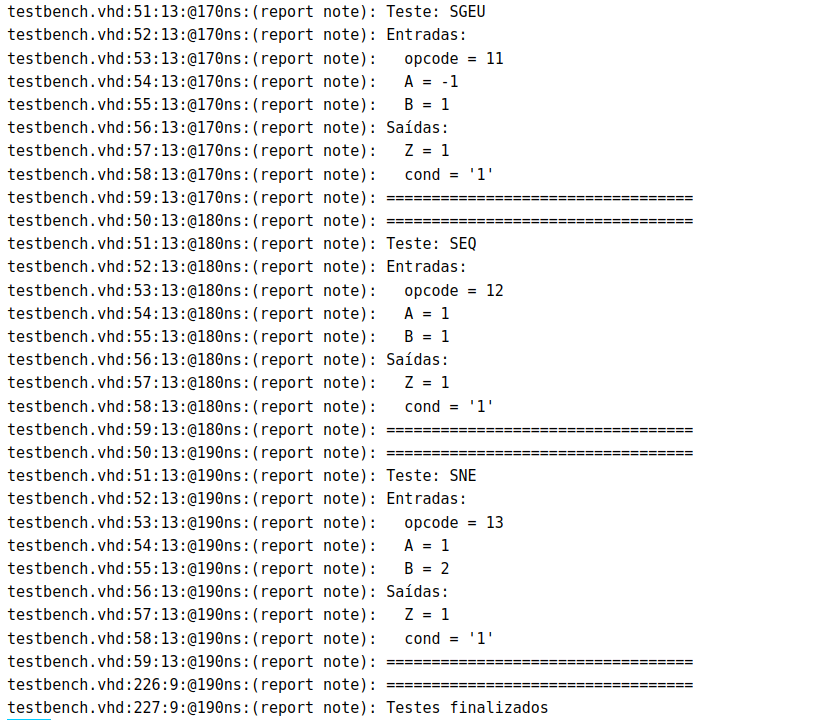 testbench.vhd:51:13:@170ns:(report note): Teste: SGEU
testbench.vhd:52:13:@170ns:(report note): Entradas:
testbench.vhd:53:13:@170ns:(report note):   opcode = 11
testbench.vhd:54:13:@170ns:(report note):   A = -1
testbench.vhd:55:13:@170ns:(report note):   B = 1
testbench.vhd:56:13:@170ns:(report note): Saídas:
testbench.vhd:57:13:@170ns:(report note):   Z = 1
testbench.vhd:58:13:@170ns:(report note):   cond = '1'
testbench.vhd:59:13:@170ns:(report note): ==================================
testbench.vhd:50:13:@180ns:(report note): ==================================
testbench.vhd:51:13:@180ns:(report note): Teste: SEQ
testbench.vhd:52:13:@180ns:(report note): Entradas:
testbench.vhd:53:13:@180ns:(report note):   opcode = 12
testbench.vhd:54:13:@180ns:(report note):   A = 1
testbench.vhd:55:13:@180ns:(report note):   B = 1
testbench.vhd:56:13:@180ns:(report note): Saídas:
testbench.vhd:57:13:@180ns:(report note):   Z = 1
testbench.vhd:58:13:@180ns:(report note):   cond = '1'
testbench.vhd:59:13:@180ns:(report note): ==================================
testbench.vhd:50:13:@190ns:(report note): ==================================
testbench.vhd:51:13:@190ns:(report note): Teste: SNE
testbench.vhd:52:13:@190ns:(report note): Entradas:
testbench.vhd:53:13:@190ns:(report note):   opcode = 13
testbench.vhd:54:13:@190ns:(report note):   A = 1
testbench.vhd:55:13:@190ns:(report note):   B = 2
testbench.vhd:56:13:@190ns:(report note): Saídas:
testbench.vhd:57:13:@190ns:(report note):   Z = 1
testbench.vhd:58:13:@190ns:(report note):   cond = '1'
testbench.vhd:59:13:@190ns:(report note): ==================================
testbench.vhd:226:9:@190ns:(report note): ==================================
testbench.vhd:227:9:@190ns:(report note): Testes finalizados